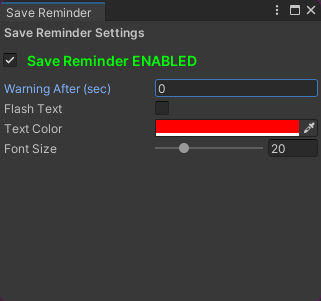 Save Reminder
Save Reminder Settings
Save Reminder ENABLED
Warning After (sec) 0
Flash Text
Text Color
Font Size 20